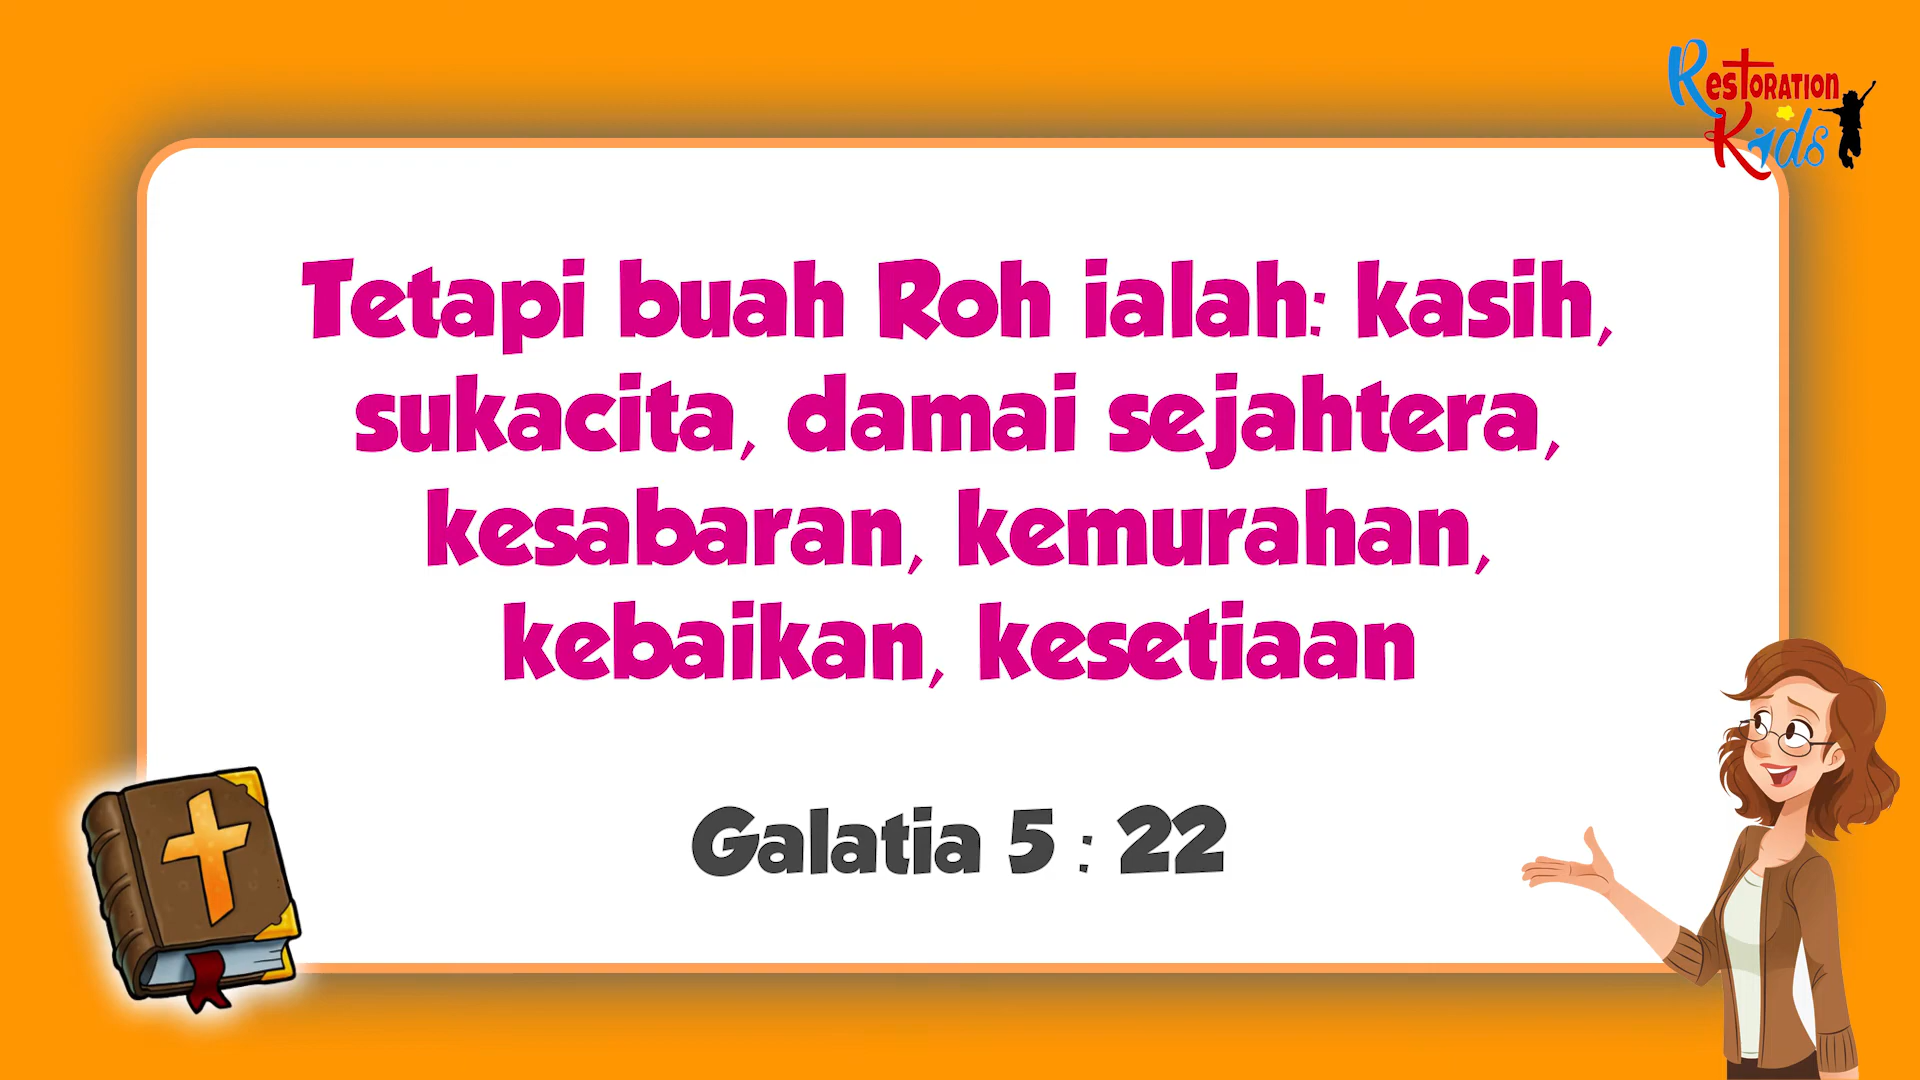 Restoration
Kids
Tetapi buah Roh ialah: kasih,
sukacita, damai sejahtera,
kesabaran, kemurahan,
kebaikan, kesetiaan
Galatia 5 : 22